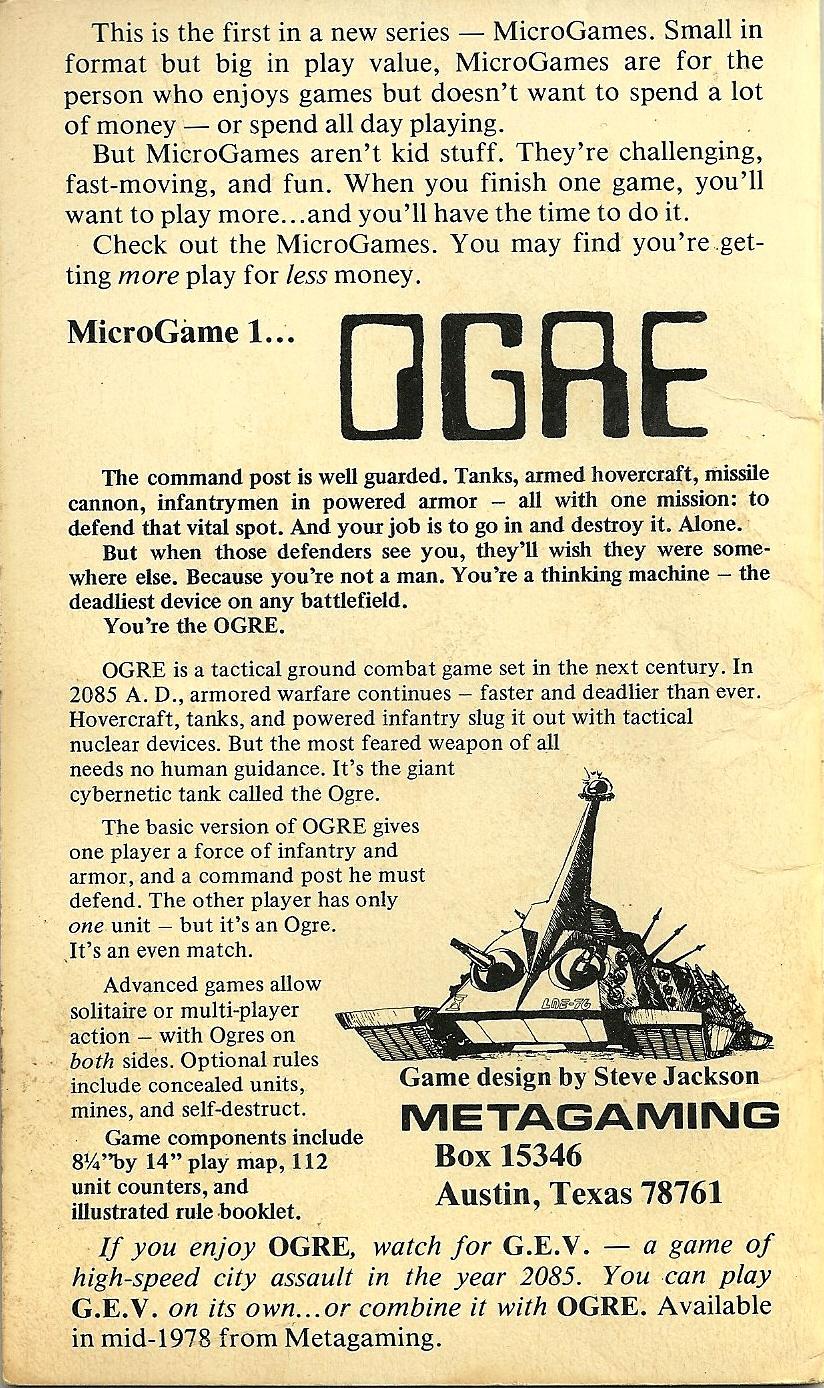 This is the first in a new series — MicroGames. Small in
format but big in play value, MicroGames are for the
person who enjoys games but doesn't want to spend a lot
of money — or spend all day playing.
But MicroGames aren't kid stuff. They're challenging,
fast-moving, and fun. When you finish one game, you'll
want to play more...and you'll have the time to do it.
Check out the MicroGames. You may find you're get-
ting more play for less money.
MicroGame 1...
OGRE
The command post is well guarded. Tanks, armed hovercraft, missile
cannon, infantrymen in powered armor – all with one mission: to
defend that vital spot. And your job is to go in and destroy it. Alone.
But when those defenders see you, they'll wish they were some-
where else. Because you're not a man. You're a thinking machine – the
deadliest device on any battlefield.
You're the OGRE.
OGRE is a tactical ground combat game set in the next century. In
2085 A. D., armored warfare continues – faster and deadlier than ever.
Hovercraft, tanks, and powered infantry slug it out with tactical
nuclear devices. But the most feared weapon of all
needs no human guidance. It's the giant
cybernetic tank called the Ogre.
The basic version of OGRE gives
one player a force of infantry and
armor, and a command post he must
defend. The other player has only
one unit – but it's an Ogre.
It's an even match.
Advanced games allow
solitaire or multi-player
action – with Ogres on
both sides. Optional rules
include concealed units,
mines, and self-destruct.
Game components include
8¼"by 14" play map, 112
unit counters, and
illustrated rule booklet.
LDE-76
Game design by Steve Jackson
METAGAMING
Box 15346
Austin, Texas 78761
If you enjoy OGRE, watch for G.E.V. — a game of
high-speed city assault in the year 2085. You can play
G.E.V. on its own...or combine it with OGRE. Available
in mid-1978 from Metagaming.